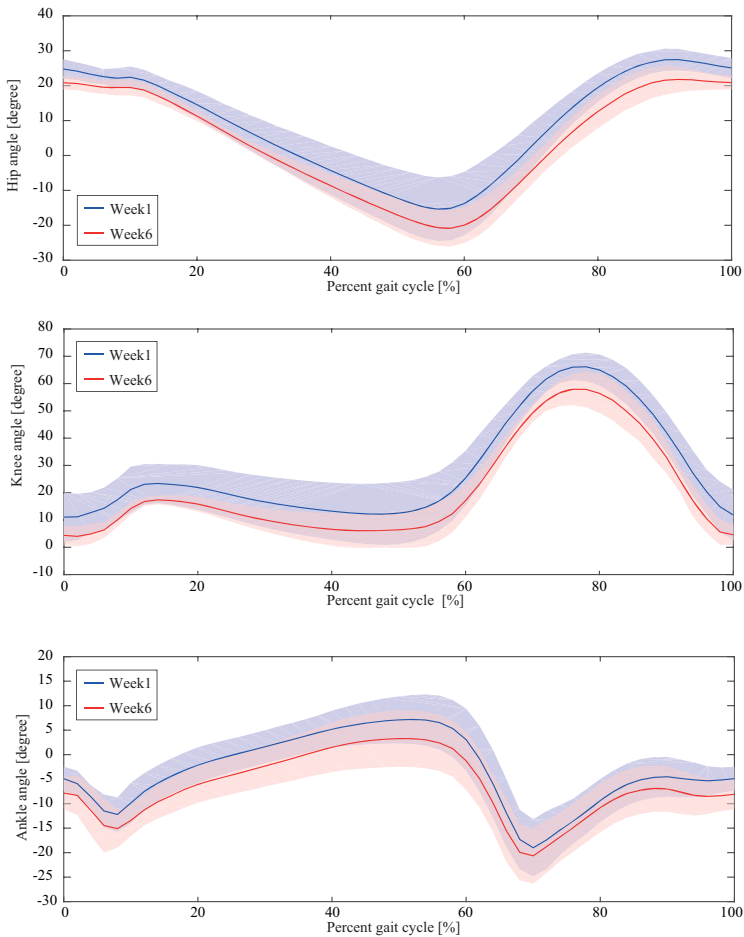 40
30
20
10
0
-10
-20
-30
Hip angle [degree]
Week1
Week6
0 20 40 60 80 100
Percent gait cycle [%]
80
70
60
50
40
30
20
10
0
-10
Knee angle [degree]
Week1
Week6
0 20 40 60 80 100
Percent gait cycle [%]
20
15
10
5
0
-5
-10
-15
-20
-25
-30
Ankle angle [degree]
Week1
Week6
0 20 40 60 80 100
Percent gait cycle [%]